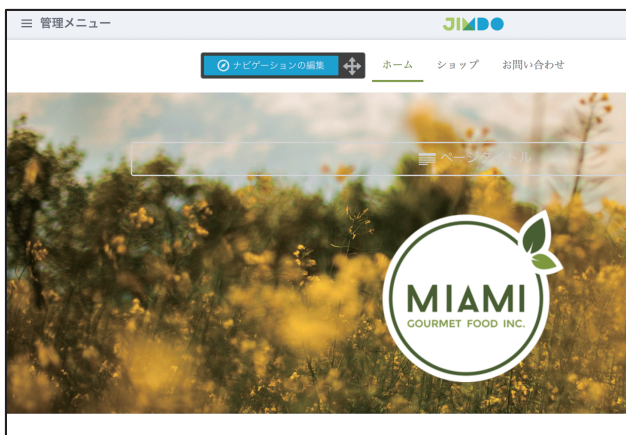 管理メニュー
JIMDO
ナビゲーションの編集
ホーム ショップ お問い合わせ
ページタイトル
MIAMI
GOURMET FOOD INC.